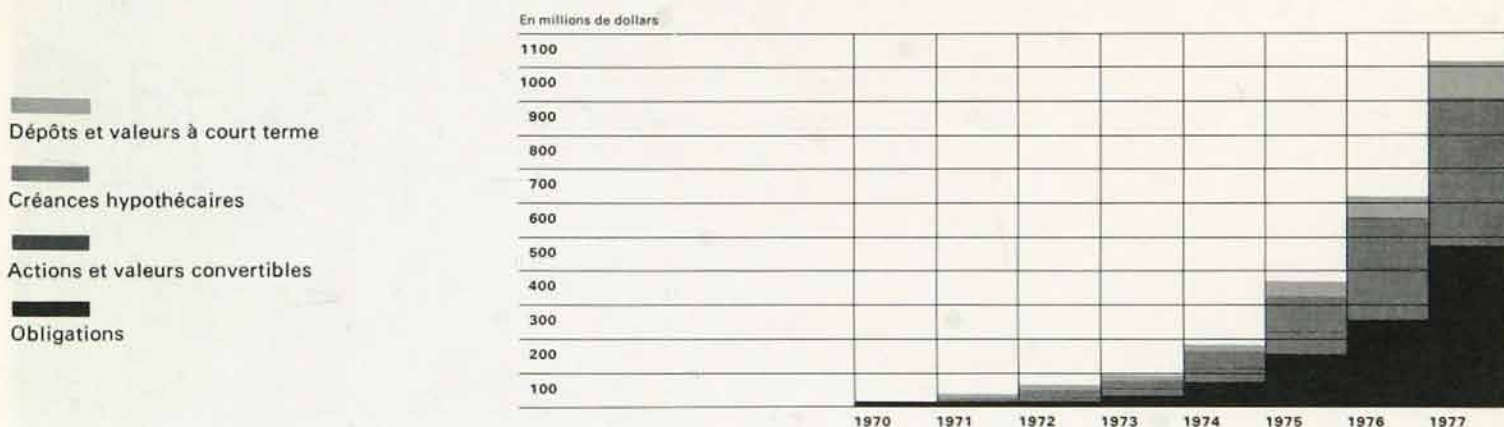 En millions de dollars
1100
1000
900
800
700
600
500
400
300
200
100
1970 1971 1972 1973 1974 1975 1976 1977
Dépôts et valeurs à court terme
Créances hypothécaires
Actions et valeurs convertibles
Obligations